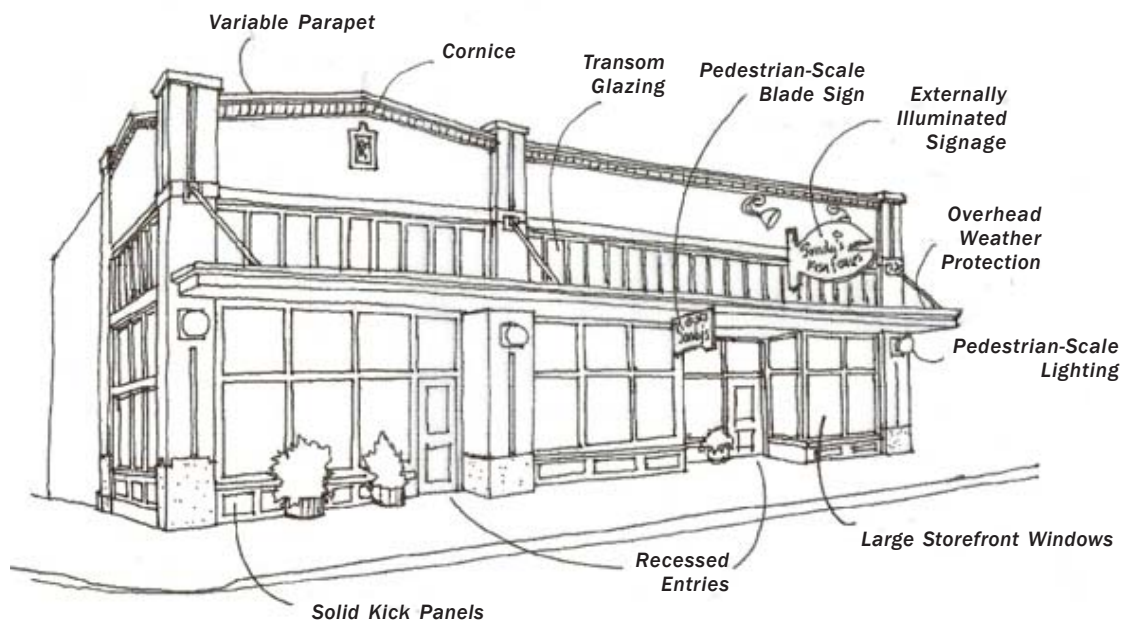 Variable Parapet
Cornice
Transom
Glazing
Pedestrian-Scale
Blade Sign
Externally
Illuminated
Signage
Overhead
Weather
Protection
Pedestrian-Scale
Lighting
Large Storefront Windows
Recessed
Entries
Solid Kick Panels
Sandy's